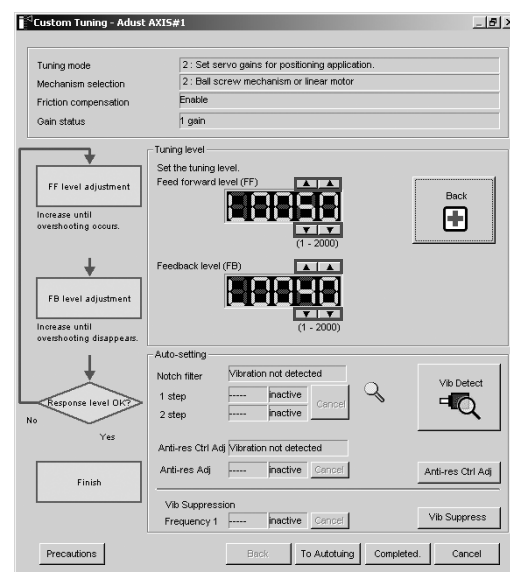 Custom Tuning - Adust AXIS#1
Tuning mode
2 : Set servo gains for positioning application.
Mechanism selection
2 : Ball screw mechanism or linear motor
Friction compensation
Enable
Gain status
1 gain
FF level adjustment
Increase until
overshooting occurs.
FB level adjustment
Increase until
overshooting disappears.
Response level OK?
No
Yes
Finish
Tuning level
Set the tuning level.
Feed forward level (FF)
(1 - 2000)
Feedback level (FB)
(1 - 2000)
Back
Auto-setting
Notch filter
Vibration not detected
1 step
-----
inactive
2 step
-----
inactive
Cancel
Vib Detect
Anti-res Ctrl Adj
Vibration not detected
Anti-res Adj
-----
inactive
Cancel
Anti-res Ctrl Adj
Vib Suppression
Frequency 1
-----
inactive
Cancel
Vib Suppress
Precautions
Back
To Autotuing
Completed.
Cancel